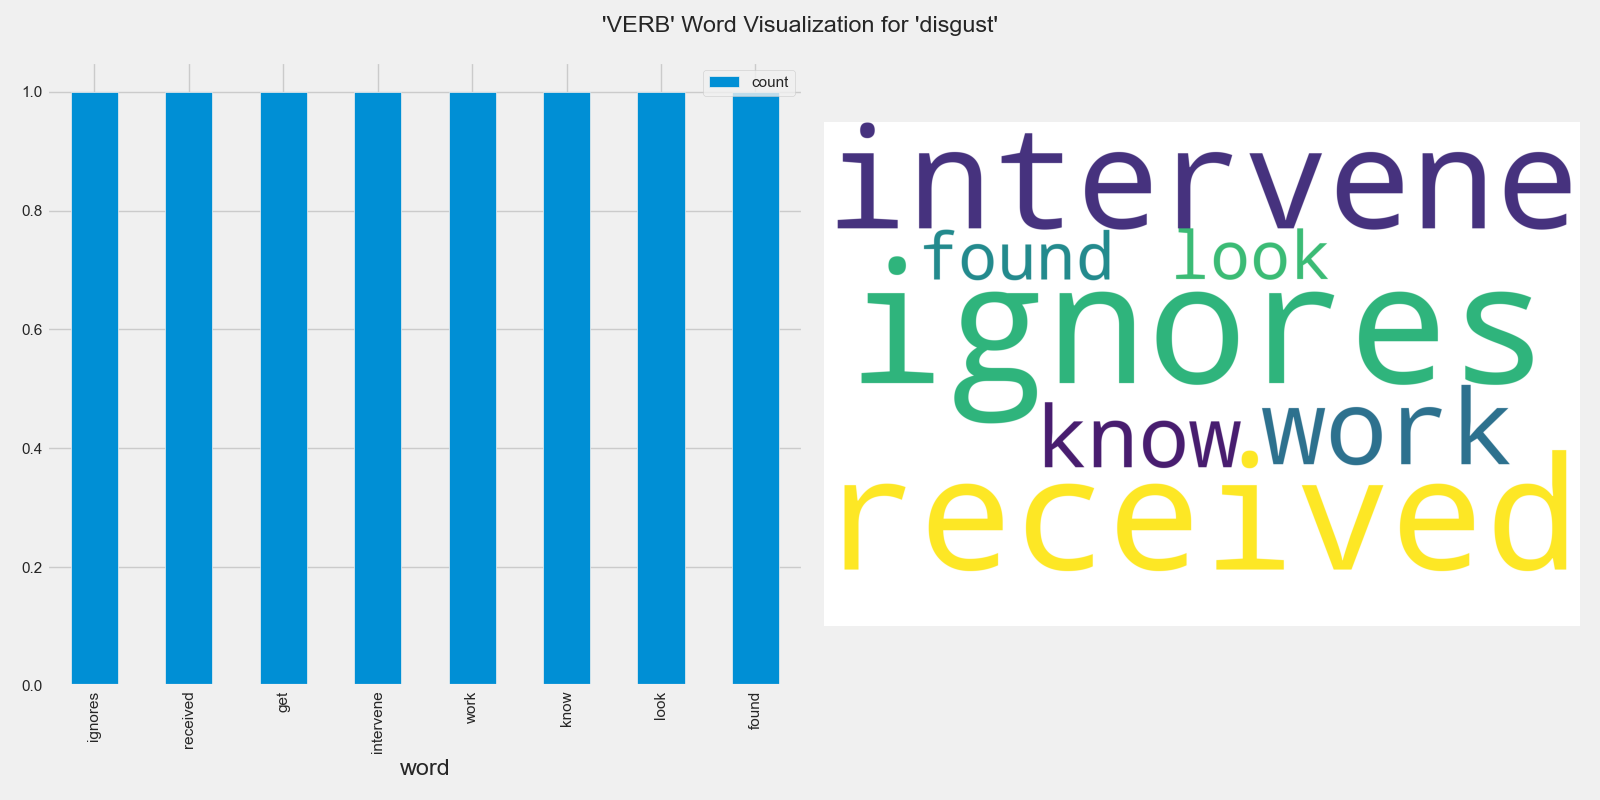 'VERB' Word Visualization for 'disgust'
count
1.0
0.8
0.6
0.4
0.2
0.0
ignores
received
get
intervene
work
know
look
found
word
intervene
found look
ignores
know work
received